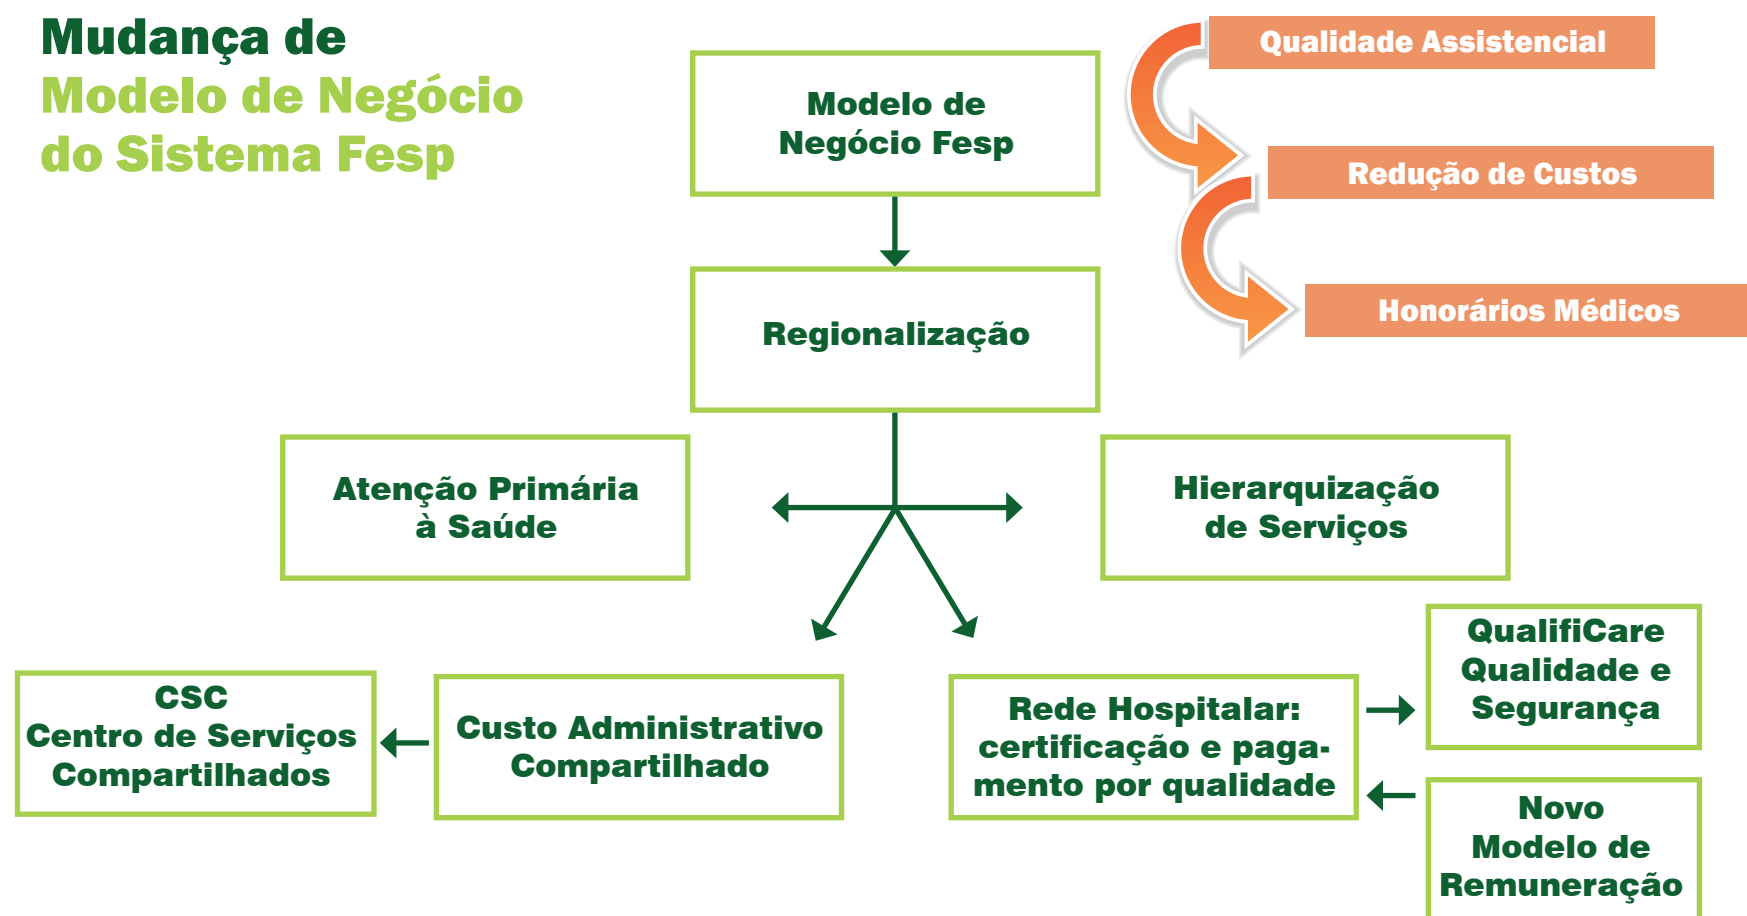 Mudança de
Modelo de Negócio
do Sistema Fesp
Modelo de
Negócio Fesp
Qualidade Assistencial
Redução de Custos
Honorários Médicos
Regionalização
Atenção Primária
à Saúde
Hierarquização
de Serviços
CSC
Centro de Serviços
Compartilhados
Custo Administrativo
Compartilhado
Rede Hospitalar:
certificação e paga-
mento por qualidade
QualifiCare
Qualidade e
Segurança
Novo
Modelo de
Remuneração